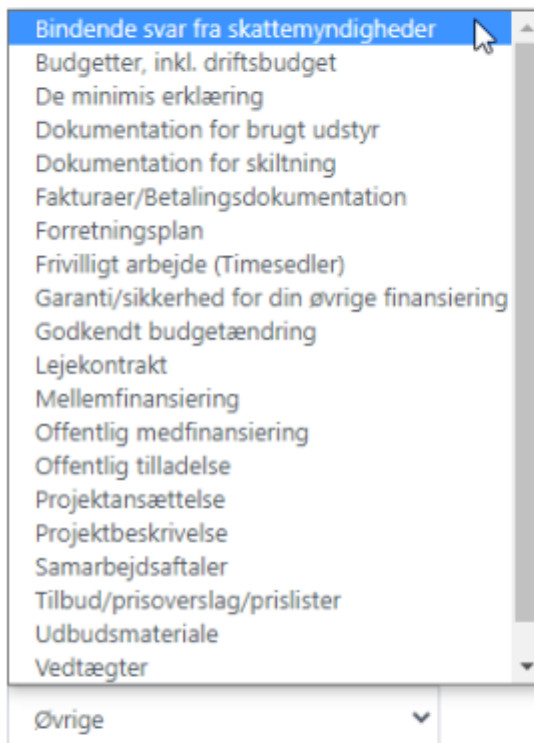 Bindende svar fra skattemyndigheder
Budgetter, inkl. driftsbudget
De minimis erklæring
Dokumentation for brugt udstyr
Dokumentation for skiltning
Fakturaer/Betalingsdokumentation
Forretningsplan
Frivilligt arbejde (Timesedler)
Garanti/sikkerhed for din øvrige finansiering
Godkendt budgetændring
Lejekontrakt
Mellemfinansiering
Offentlig medfinansiering
Offentlig tilladelse
Projektansættelse
Projektbeskrivelse
Samarbejdsaftaler
Tilbud/prisoverslag/prislister
Udbudsmateriale
Vedtægter
Øvrige